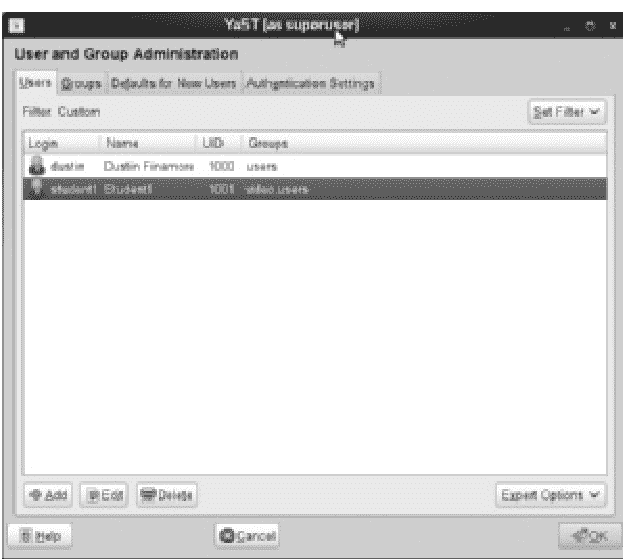 YaST [as superuser]
User and Group Administration
Users Groups Defaults for New Users Authentication Settings
Filter: Custom
Set Filter
Login Name UID Groups
dustin Dustin Finamore 1000 users
student1 Student1 1001 video,users
Add Edit Delete
Expert Options
Help Cancel OK